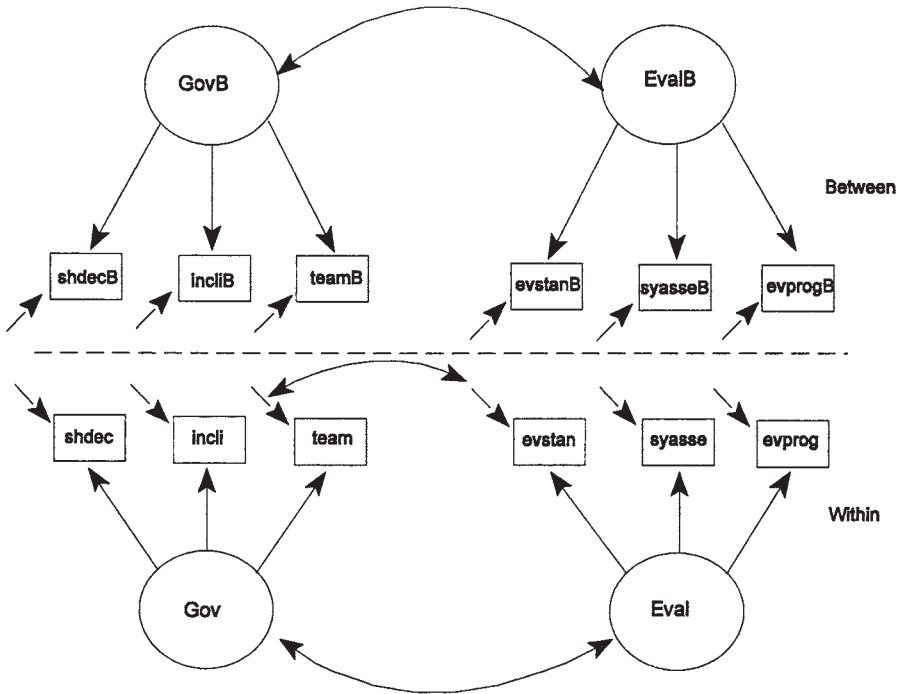 GovB
EvalB
Between
shdecB
incliB
teamB
evstanB
syasseB
evprogB
shdec
incli
team
evstan
syasse
evprog
Within
Gov
Eval